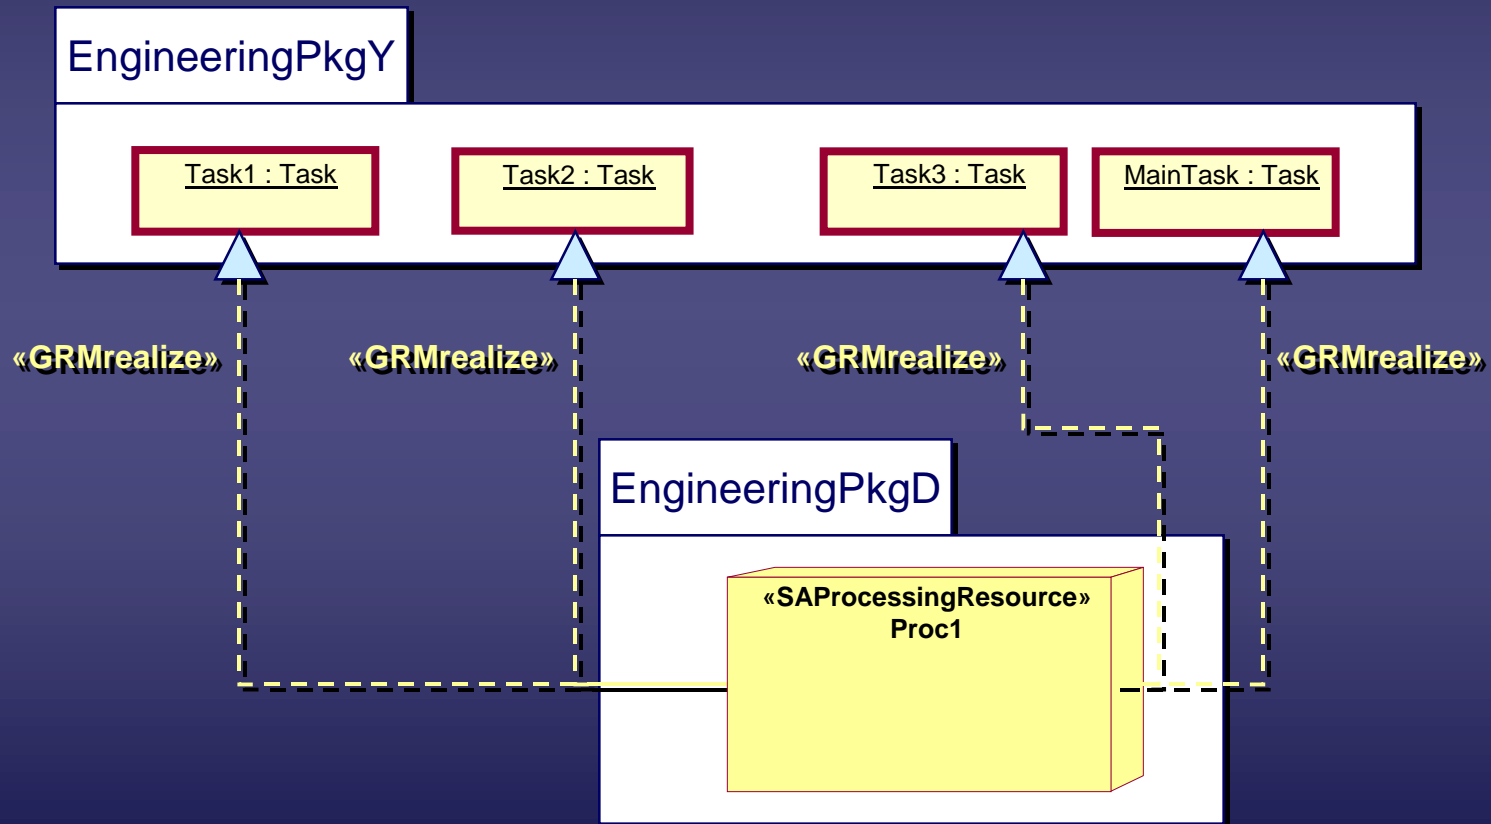 EngineeringPkgY
Task1 : Task
Task2 : Task
Task3 : Task
MainTask : Task
«GRMrealize»
«GRMrealize»
«GRMrealize»
«GRMrealize»
EngineeringPkgD
«SAProcessingResource»
Proc1